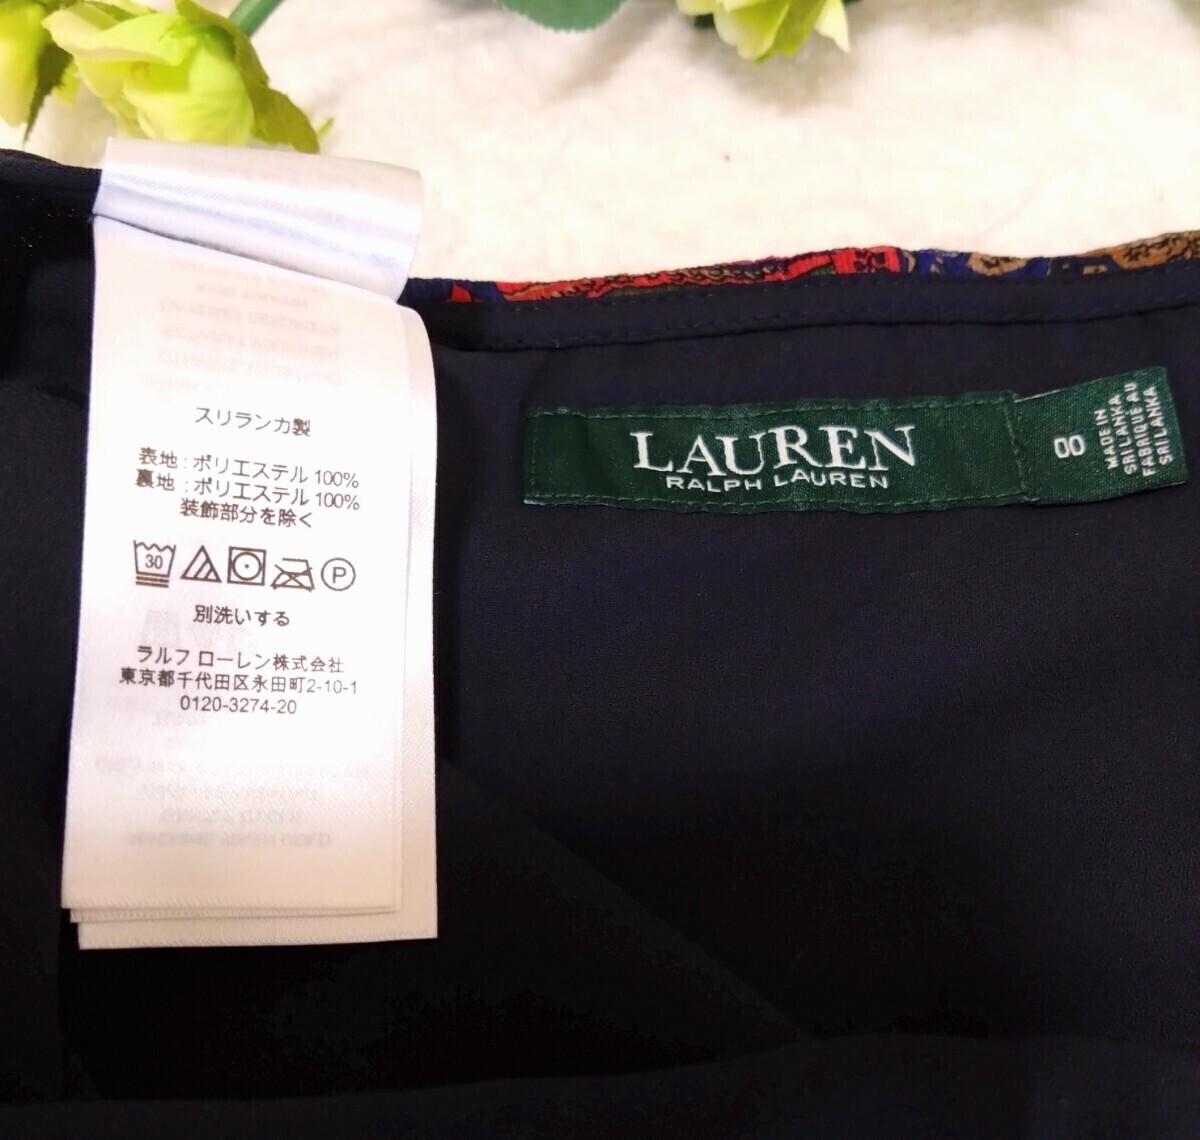 スリランカ製
表地 : ポリエステル 100%
裏地 : ポリエステル 100%
装飾部分を除く
30
P
別洗いする
ラルフ ローレン株式会社
東京都千代田区永田町2-10-1
0120-3274-20
LAUREN
RALPH LAUREN
00
MADE IN
SRI LANKA
FABRIQUE AU
SRI LANKA
MACHINE WASH COLD